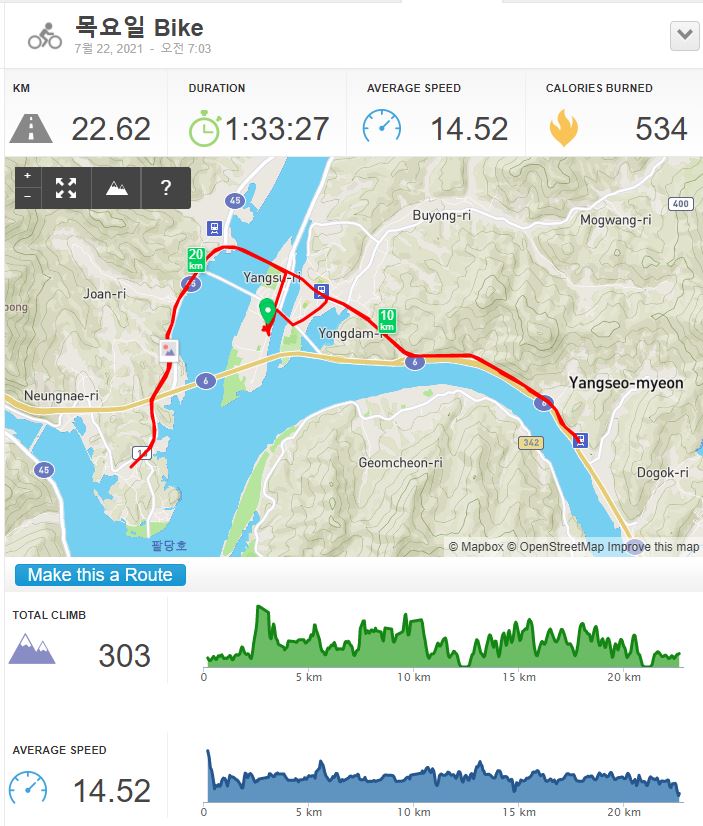 목요일 Bike
7월 22, 2021 - 오전 7:03
KM
DURATION
AVERAGE SPEED
CALORIES BURNED
22.62
1:33:27
14.52
534
+
−
?
45
400
Buyong-ri
Mogwang-ri
20
km
Yangsu-ri
6
Joan-ri
10
km
Yongdam-
6
6
Yangseo-myeon
Neungnae-ri
6
342
45
Geomcheon-ri
Dogok-ri
팔당호
© Mapbox © OpenStreetMap Improve this map
Make this a Route
TOTAL CLIMB
303
0 5 km 10 km 15 km 20 km
AVERAGE SPEED
14.52
0 5 km 10 km 15 km 20 km